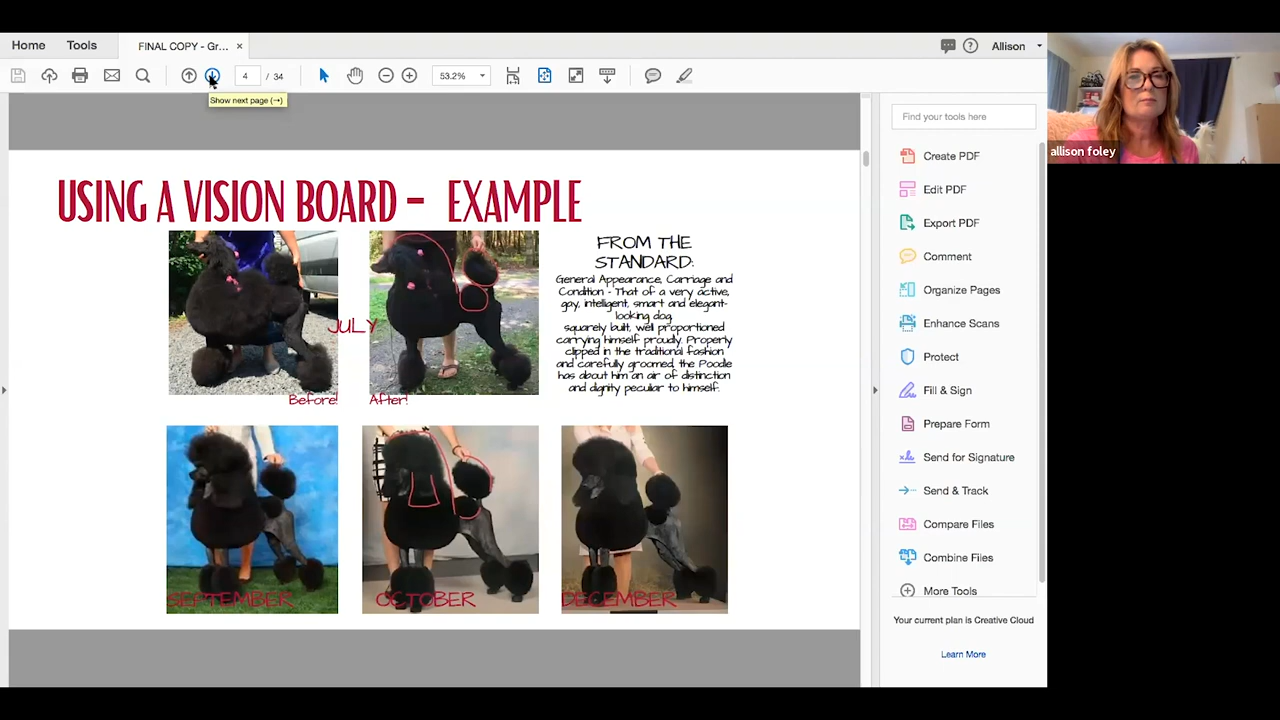 Home
Tools
FINAL COPY - Gr...
×
Allison
4 / 34
53.2%
Show next page (→)
Find your tools here
Create PDF
Edit PDF
Export PDF
Comment
Organize Pages
Enhance Scans
Protect
Fill & Sign
Prepare Form
Send for Signature
Send & Track
Compare Files
Combine Files
More Tools
Your current plan is Creative Cloud
Learn More
allison foley
USING A VISION BOARD - EXAMPLE
JULY
Before!
After!
FROM THE
STANDARD:
General Appearance, Carriage and
Condition - That of a very active,
gay, intelligent, smart and elegant-
looking dog,
squarely built, well proportioned
carrying himself proudly. Properly
clipped in the traditional fashion
and carefully groomed, the Poodle
has about him an air of distinction
and dignity peculiar to himself.
SEPTEMBER
OCTOBER
DECEMBER